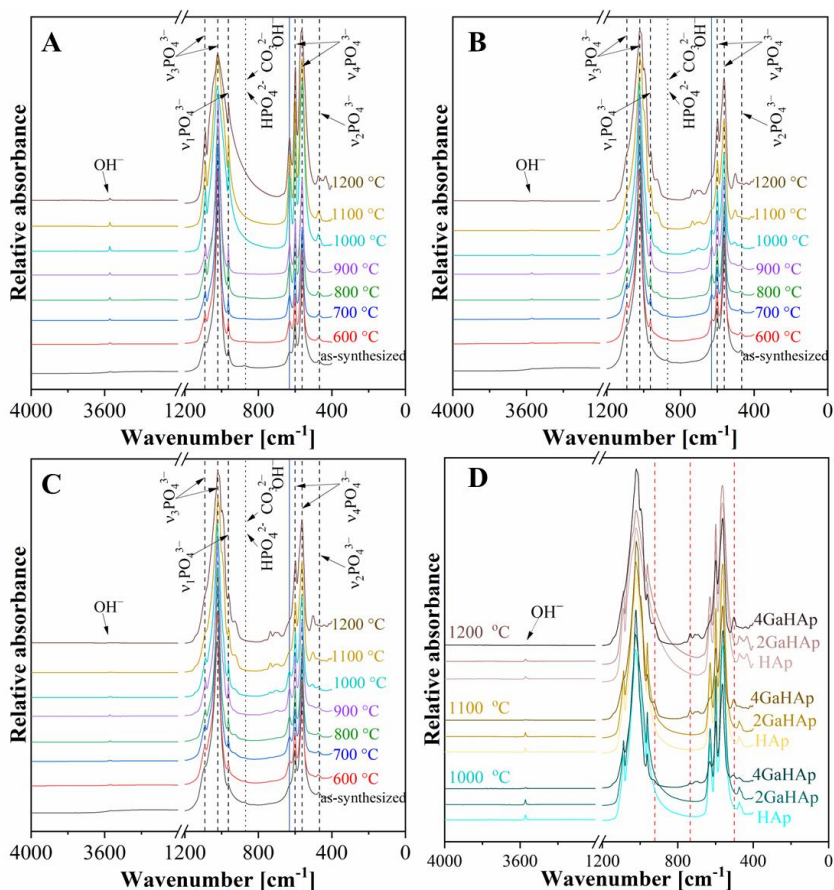 A
ν₃PO₄³⁻
ν₁PO₄³⁻
HPO₄²⁻
CO₃²⁻
OH⁻
ν₄PO₄³⁻
ν₂PO₄³⁻
OH⁻
1200 °C
1100 °C
1000 °C
900 °C
800 °C
700 °C
600 °C
as-synthesized
Relative absorbance
4000 3600 1200 800 400 0
Wavenumber [cm⁻¹]
B
ν₃PO₄³⁻
ν₁PO₄³⁻
HPO₄²⁻
CO₃²⁻
OH⁻
ν₄PO₄³⁻
ν₂PO₄³⁻
OH⁻
1200 °C
1100 °C
1000 °C
900 °C
800 °C
700 °C
600 °C
as-synthesized
Relative absorbance
4000 3600 1200 800 400 0
Wavenumber [cm⁻¹]
C
ν₃PO₄³⁻
ν₁PO₄³⁻
HPO₄²⁻
CO₃²⁻
OH⁻
ν₄PO₄³⁻
ν₂PO₄³⁻
OH⁻
1200 °C
1100 °C
1000 °C
900 °C
800 °C
700 °C
600 °C
as-synthesized
Relative absorbance
4000 3600 1200 800 400 0
Wavenumber [cm⁻¹]
D
OH⁻
1200 °C
4GaHAp
2GaHAp
HAp
1100 °C
4GaHAp
2GaHAp
HAp
1000 °C
4GaHAp
2GaHAp
HAp
Relative absorbance
4000 3600 1200 800 400 0
Wavenumber [cm⁻¹]